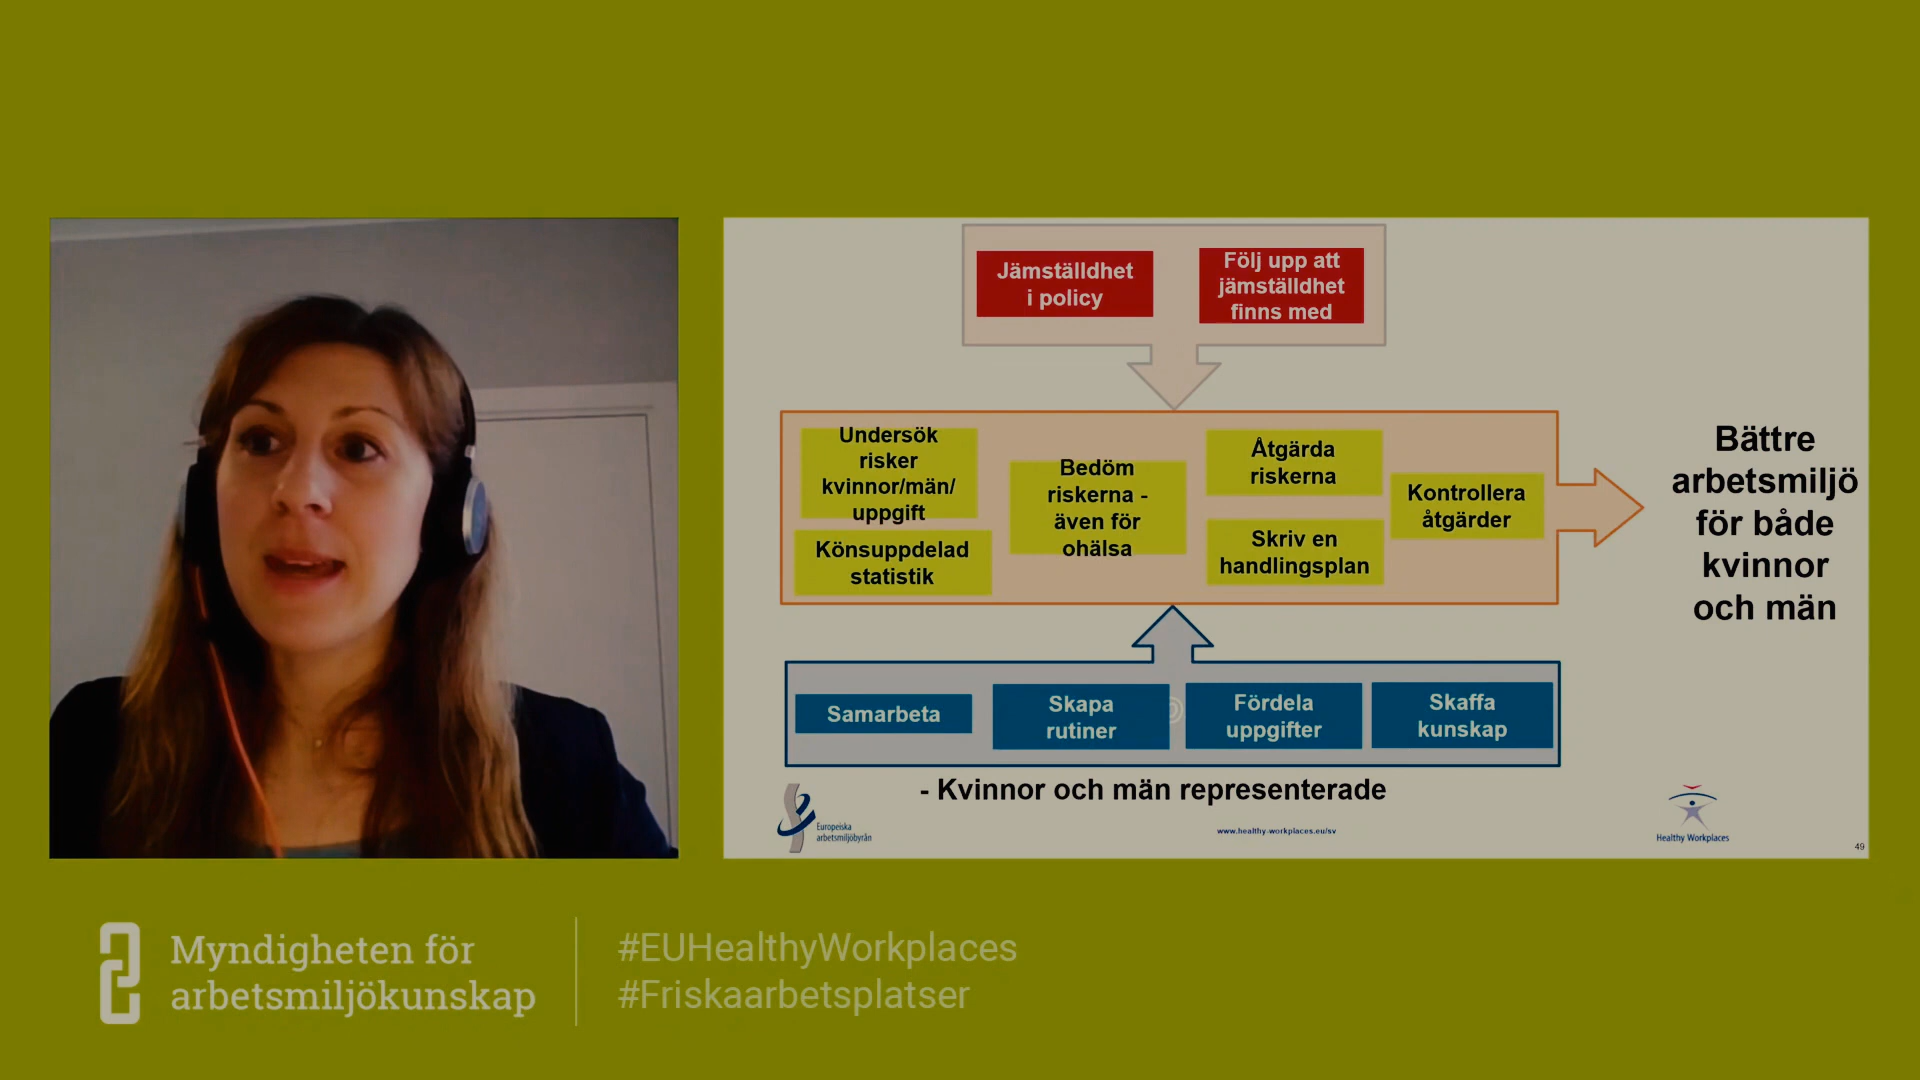 Jämställdhet
i policy
Följ upp att
jämställdhet
finns med
Undersök
risker
kvinnor/män/
uppgift
Könsuppdelad
statistik
Bedöm
riskerna -
även för
ohälsa
Åtgärda
riskerna
Skriv en
handlingsplan
Kontrollera
åtgärder
Bättre
arbetsmiljö
för både
kvinnor
och män
Samarbeta
Skapa
rutiner
Fördela
uppgifter
Skaffa
kunskap
- Kvinnor och män representerade
Europeiska
arbetsmiljöbyrån
www.healthy-workplaces.eu/sv
Healthy Workplaces
49
Myndigheten för
arbetsmiljökunskap
#EUHealthyWorkplaces
#Friskaarbetsplatser